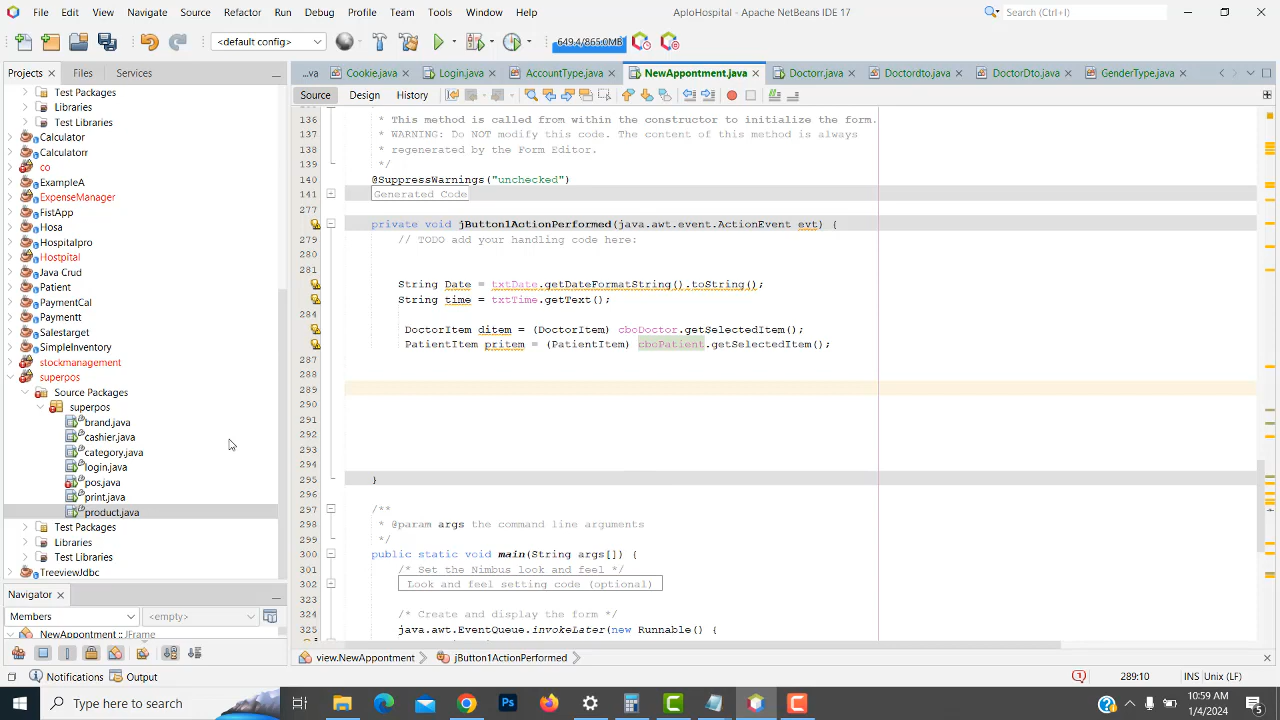 File Edit View Navigate Source Refactor Run Debug Profile Team Tools Window Help
AploHospital - Apache NetBeans IDE 17
Search (Ctrl+I)
<default config>
649.4/865.0MB
Projects Files Services
...va Cookie.java Login.java AccountType.java NewAppontment.java Doctorr.java Doctordto.java DoctorDto.java GenderType.java
Source Design History
Test Packages
Libraries
Test Libraries
Calculator
Calculatorr
co
ExampleA
ExpenseManager
FistApp
Hosa
Hospitalpro
Hostpital
Java Crud
Patient
PaymentCal
Paymentt
Salestarget
SimpleInventory
stockmanagement
superpos
Source Packages
superpos
brand.java
cashier.java
category.java
login.java
pos.java
print.java
product.java
Test Packages
Libraries
Test Libraries
TreeviewJdbc
Navigator
Members <empty>
NewAppontment :: JFrame
136 * This method is called from within the constructor to initialize the form.
137 * WARNING: Do NOT modify this code. The content of this method is always
138 * regenerated by the Form Editor.
139 */
140 @SuppressWarnings("unchecked")
141 Generated Code
277
private void jButton1ActionPerformed(java.awt.event.ActionEvent evt) {
279 // TODO add your handling code here:
280
281
String Date = txtDate.getDateFormatString().toString();
String time = txtTime.getText();
284
DoctorItem ditem = (DoctorItem) cboDoctor.getSelectedItem();
PatientItem pritem = (PatientItem) cboPatient.getSelectedItem();
287
288
289
290
291
292
293
294
295 }
296
297 /**
298 * @param args the command line arguments
299 */
300 public static void main(String args[]) {
301 /* Set the Nimbus look and feel */
302 Look and feel setting code (optional)
323
324 /* Create and display the form */
325 java.awt.EventQueue.invokeLater(new Runnable() {
view.NewAppontment jButton1ActionPerformed
Notifications Output
1 289:10 INS Unix (LF)
Type here to search
10:59 AM
1/4/2024
5